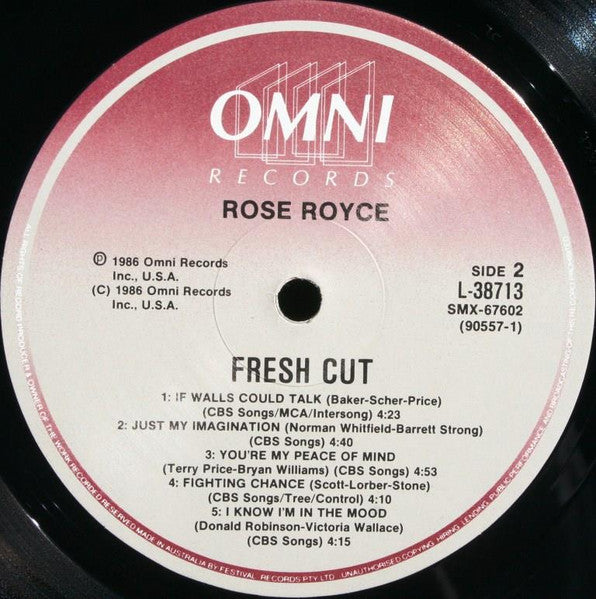 OMNI
RECORDS
ROSE ROYCE
℗ 1986 Omni Records
Inc., U.S.A.
(C) 1986 Omni Records
Inc., U.S.A.
SIDE 2
L-38713
SMX-67602
(90557-1)
FRESH CUT
1: IF WALLS COULD TALK (Baker-Scher-Price)
(CBS Songs/MCA/Intersong) 4:23
2: JUST MY IMAGINATION (Norman Whitfield-Barrett Strong)
(CBS Songs) 4:40
3: YOU'RE MY PEACE OF MIND
(Terry Price-Bryan Williams) (CBS Songs) 4:53
4: FIGHTING CHANCE (Scott-Lorber-Stone)
(CBS Songs/Tree/Control) 4:10
5: I KNOW I'M IN THE MOOD
(Donald Robinson-Victoria Wallace)
(CBS Songs) 4:15
ALL RIGHTS OF RECORD PRODUCER & OWNER OF THE WORK RECORDED RESERVED MADE IN AUSTRALIA BY FESTIVAL RECORDS PTY LTD. UNAUTHORISED COPYING, HIRING, LENDING, PUBLIC PERFORMANCE AND BROADCASTING OF THIS RECORD PROHIBITED